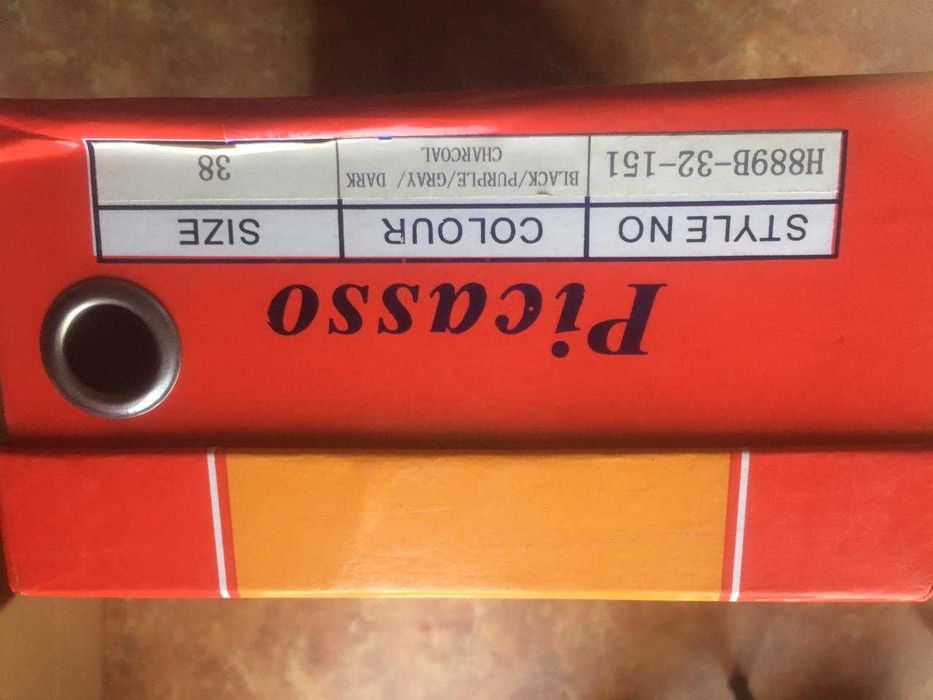 Picasso
STYLE NO COLOUR SIZE
H889B-32-151 BLACK/PURPLE/GRAY/ DARK CHARCOAL 38